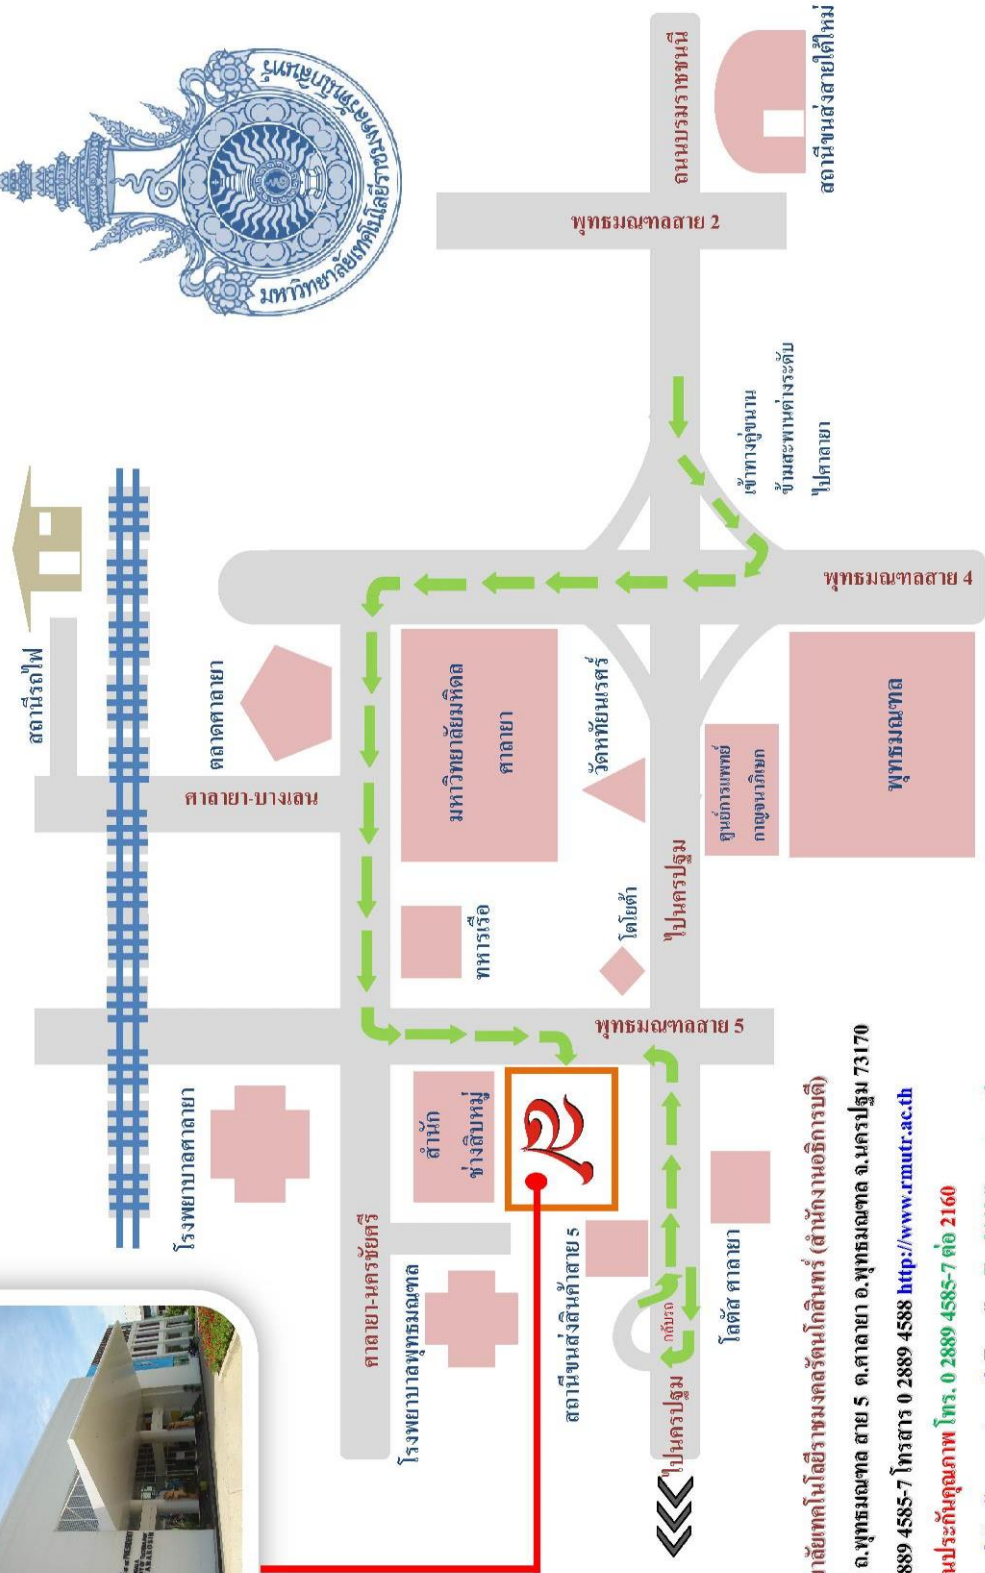 มหาวิทยาลัยเทคโนโลยีราชมงคลรัตนโกสินทร์
สถานีรถไฟ
ตลาดศาลายา
ศาลายา-บางเลน
โรงพยาบาลศาลายา
ศาลายา-นครชัยศรี
โรงพยาบาลพุทธมณฑล
สำนัก
ช่างสิบหมู่
ทหารเรือ
มหาวิทยาลัยมหิดล
ศาลายา
พุทธมณฑลสาย 2
ถนนบรมราชชนนี
สถานีขนส่งสายใต้ใหม่
เข้าทางคู่ขนาน
ข้ามสะพานต่างระดับ
ไปศาลายา
พุทธมณฑลสาย 4
วัดหทัยนเรศร์
ศูนย์การแพทย์
กาญจนาภิเษก
พุทธมณฑล
โตโยต้า
ไปนครปฐม
พุทธมณฑลสาย 5
สถานีขนส่งสินค้าสาย 5
กลับรถ
โลตัส ศาลายา
ไปนครปฐม
าลัยเทคโนโลยีราชมงคลรัตนโกสินทร์ (สำนักงานอธิการบดี)
ถ.พุทธมณฑล สาย 5 ต.ศาลายา อ.พุทธมณฑล จ.นครปฐม 73170
889 4585-7 โทรสาร 0 2889 4588 http://www.rmutr.ac.th
นประกันคุณภาพ โทร. 0 2889 4585-7 ต่อ 2160